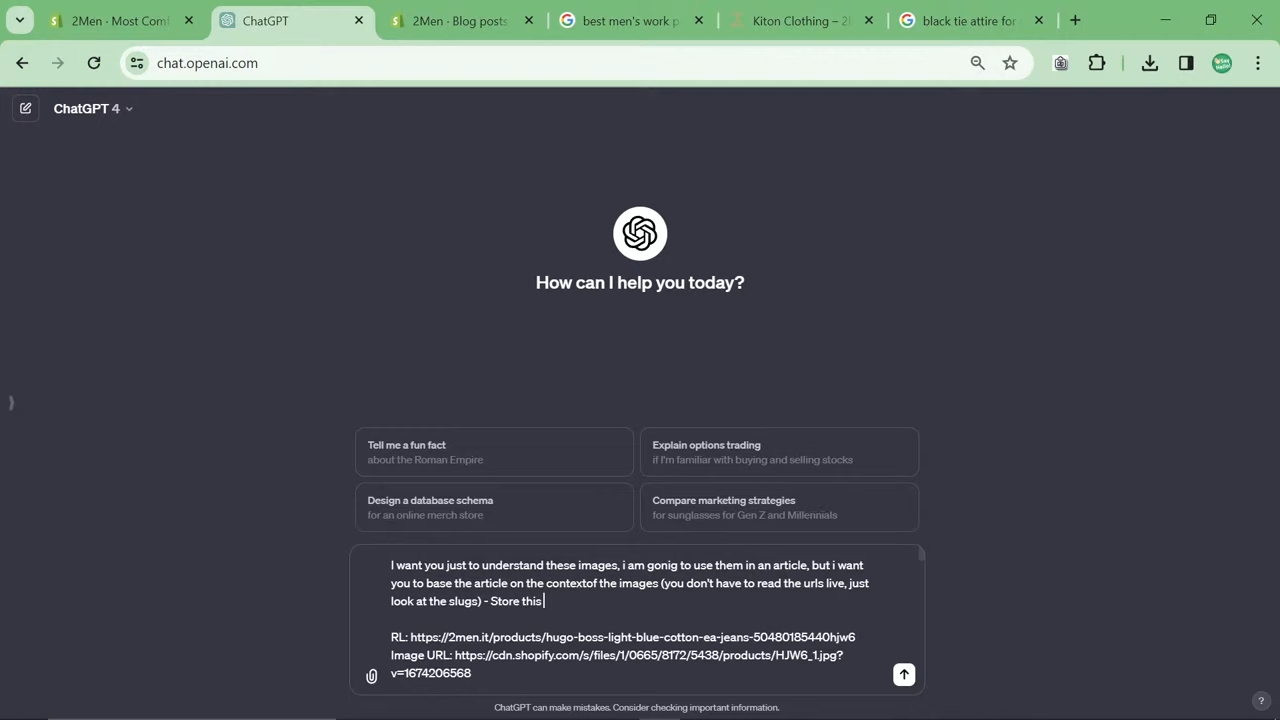 2Men · Most Comf
ChatGPT
2Men · Blog posts
best men's work p
Kiton Clothing – 2
black tie attire for
chat.openai.com
ChatGPT 4
How can I help you today?
Tell me a fun fact
about the Roman Empire
Explain options trading
if I'm familiar with buying and selling stocks
Design a database schema
for an online merch store
Compare marketing strategies
for sunglasses for Gen Z and Millennials
I want you just to understand these images, i am gonig to use them in an article, but i want
you to base the article on the contextof the images (you don't have to read the urls live, just
look at the slugs) - Store this
RL: https://2men.it/products/hugo-boss-light-blue-cotton-ea-jeans-50480185440hjw6
Image URL: https://cdn.shopify.com/s/files/1/0665/8172/5438/products/HJW6_1.jpg?
v=1674206568
ChatGPT can make mistakes. Consider checking important information.
?